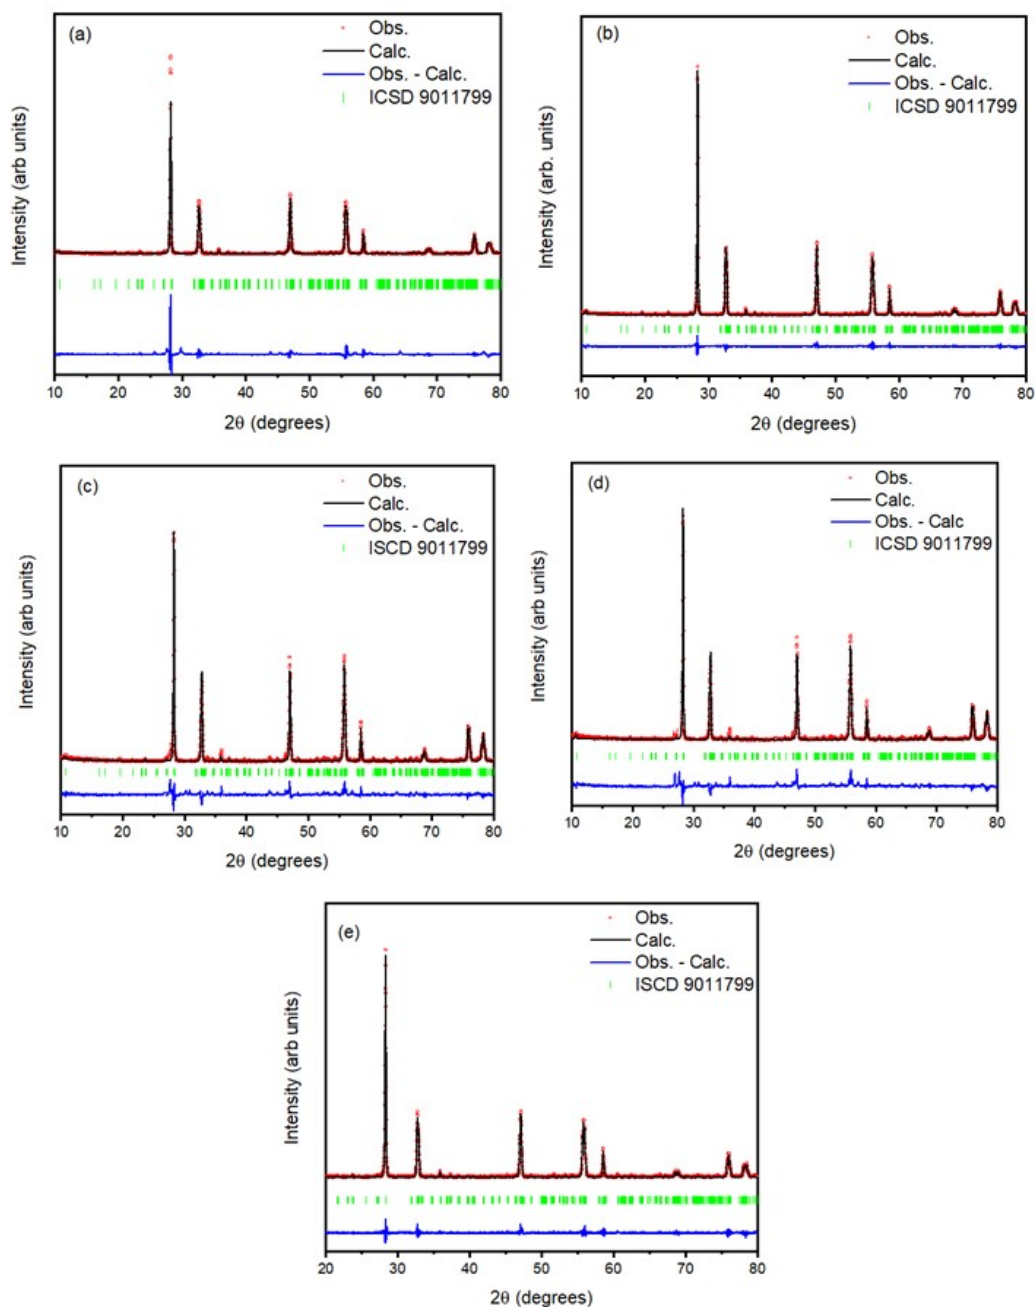 (a)
Obs.
Calc.
Obs. - Calc.
ICSD 9011799
Intensity (arb units)
10 20 30 40 50 60 70 80
2θ (degrees)
(b)
Obs.
Calc.
Obs. - Calc.
ICSD 9011799
Intensity (arb. units)
10 20 30 40 50 60 70 80
2θ (degrees)
(c)
Obs.
Calc.
Obs. - Calc.
ISCD 9011799
Intensity (arb units)
10 20 30 40 50 60 70 80
2θ (degrees)
(d)
Obs.
Calc.
Obs. - Calc
ICSD 9011799
Intensity (arb units)
10 20 30 40 50 60 70 80
2θ (degrees)
(e)
Obs.
Calc.
Obs. - Calc.
ISCD 9011799
Intensity (arb units)
20 30 40 50 60 70 80
2θ (degrees)